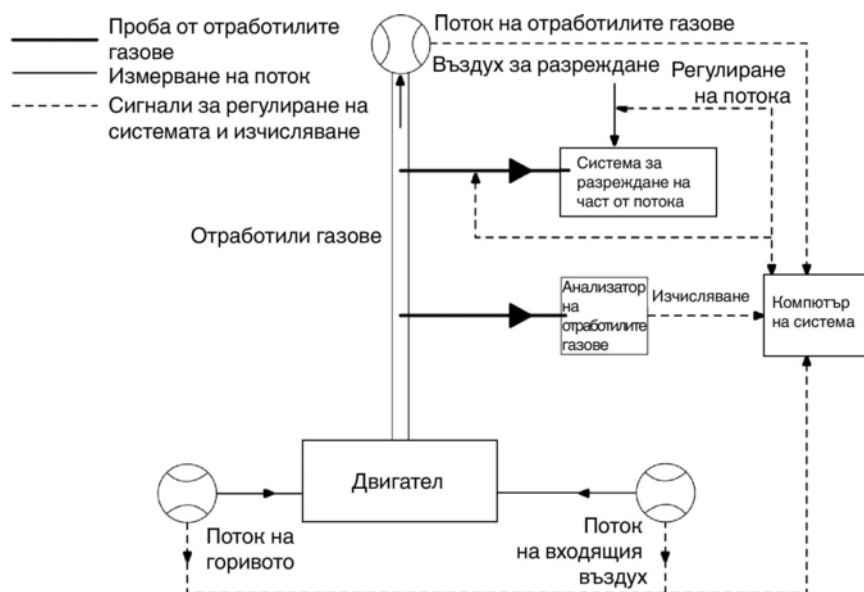 Проба от отработилите
газове
Измерване на поток
Сигнали за регулиране на
системата и изчисляване
Поток на отработилите газове
Въздух за разреждане
Регулиране
на потока
Система за
разреждане на
част от потока
Отработили газове
Анализатор
на
отработилите
газове
Изчисляване
Компютър
на система
Двигател
Поток на
горивото
Поток
на входящия
въздух